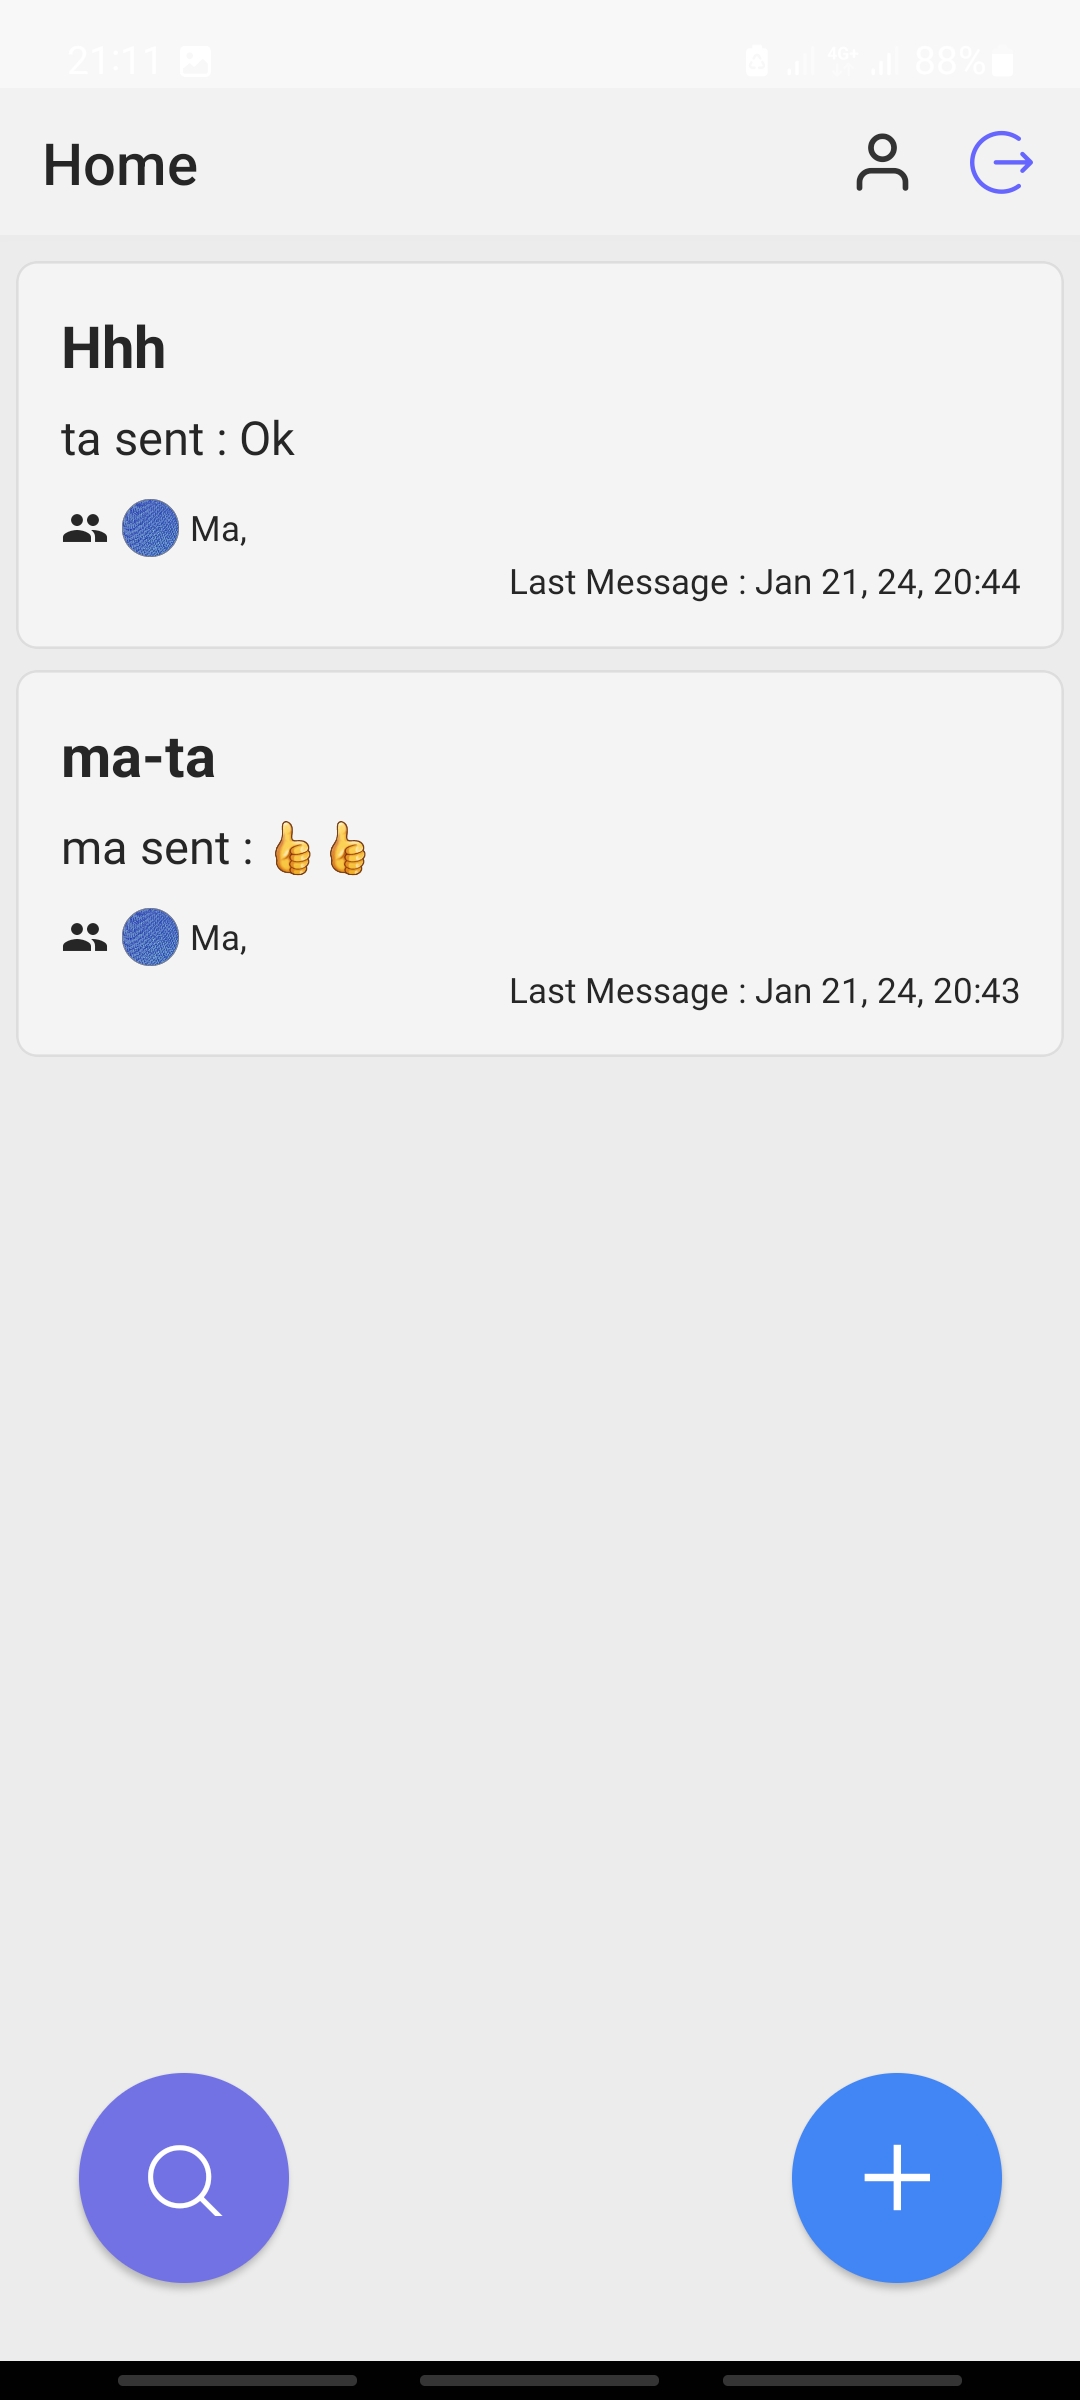 21:11 4G+ 88%
Home
Hhh
ta sent : Ok
Ma,
Last Message : Jan 21, 24, 20:44
ma-ta
ma sent : 👍👍
Ma,
Last Message : Jan 21, 24, 20:43